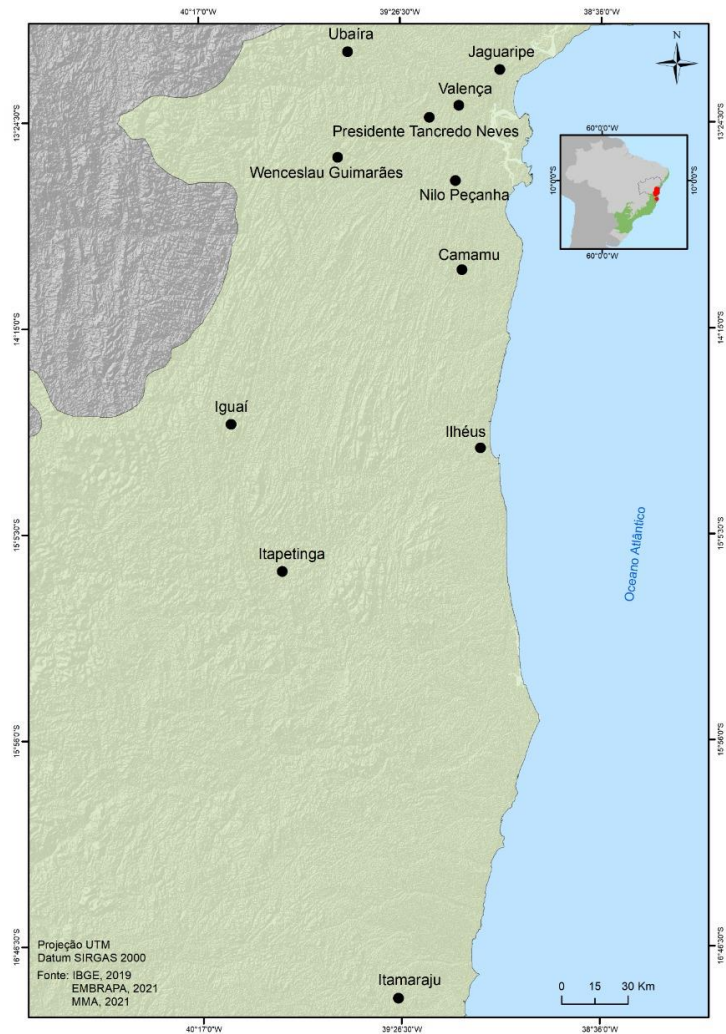 40°17'0"W 39°26'30"W 38°36'0"W
N
Ubaíra
Jaguaripe
Valença
Presidente Tancredo Neves
Wenceslau Guimarães
Nilo Peçanha
Camamu
Iguaí
Ilhéus
Itapetinga
Itamaraju
Oceano Atlântico
60°0'0"W
10°0'0"S 10°0'0"S
60°0'0"W
13°24'30"S 13°24'30"S
14°15'0"S 14°15'0"S
15°5'30"S 15°5'30"S
15°56'0"S 15°56'0"S
16°46'30"S 16°46'30"S
Projeção UTM
Datum SIRGAS 2000
Fonte: IBGE, 2019
EMBRAPA, 2021
MMA, 2021
0 15 30 Km
40°17'0"W 39°26'30"W 38°36'0"W